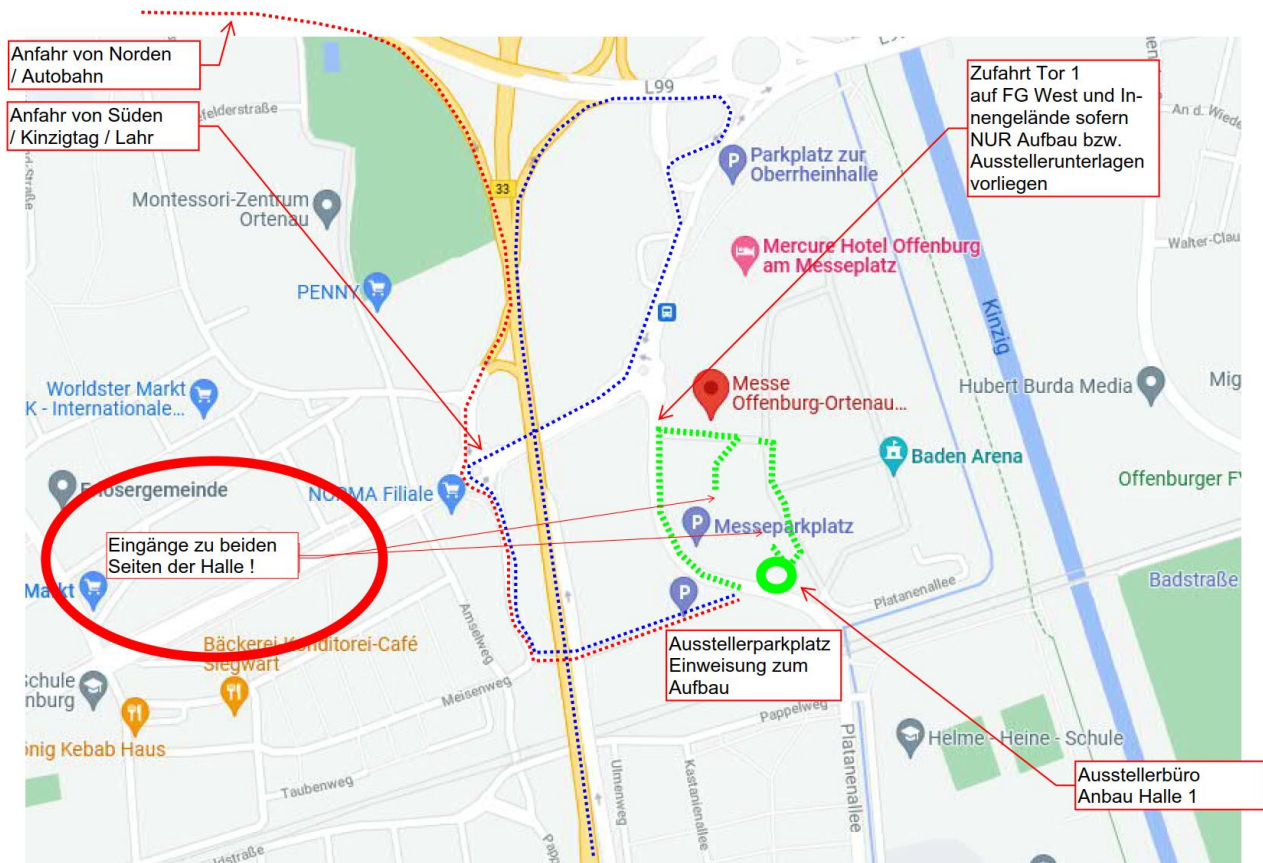 Anfahr von Norden
/ Autobahn
Anfahr von Süden
/ Kinzigtag / Lahr
Zufahrt Tor 1
auf FG West und In-
nengelände sofern
NUR Aufbau bzw.
Ausstellerunterlagen
vorliegen
L99
An d. Wiede
Parkplatz zur
Oberrheinhalle
33
Montessori-Zentrum
Ortenau
Walter-Clau
Mercure Hotel Offenburg
am Messeplatz
PENNY
Kinzig
Worldster Markt
K - Internationale...
Messe
Offenburg-Ortenau...
Hubert Burda Media
Mig
Baden Arena
Offenburger F
NORMA Filiale
Messeparkplatz
Eingänge zu beiden
Seiten der Halle !
Markt
Badstraße
Platanenallee
Amselweg
Bäckerei-Konditorei-Café
Siegwart
Ausstellerparkplatz
Einweisung zum
Aufbau
chule
nburg
Meisenweg
Pappelweg
Helme - Heine - Schule
önig Kebab Haus
Platanenallee
Ulmenweg
Kastanienallee
Taubenweg
Ausstellerbüro
Anbau Halle 1